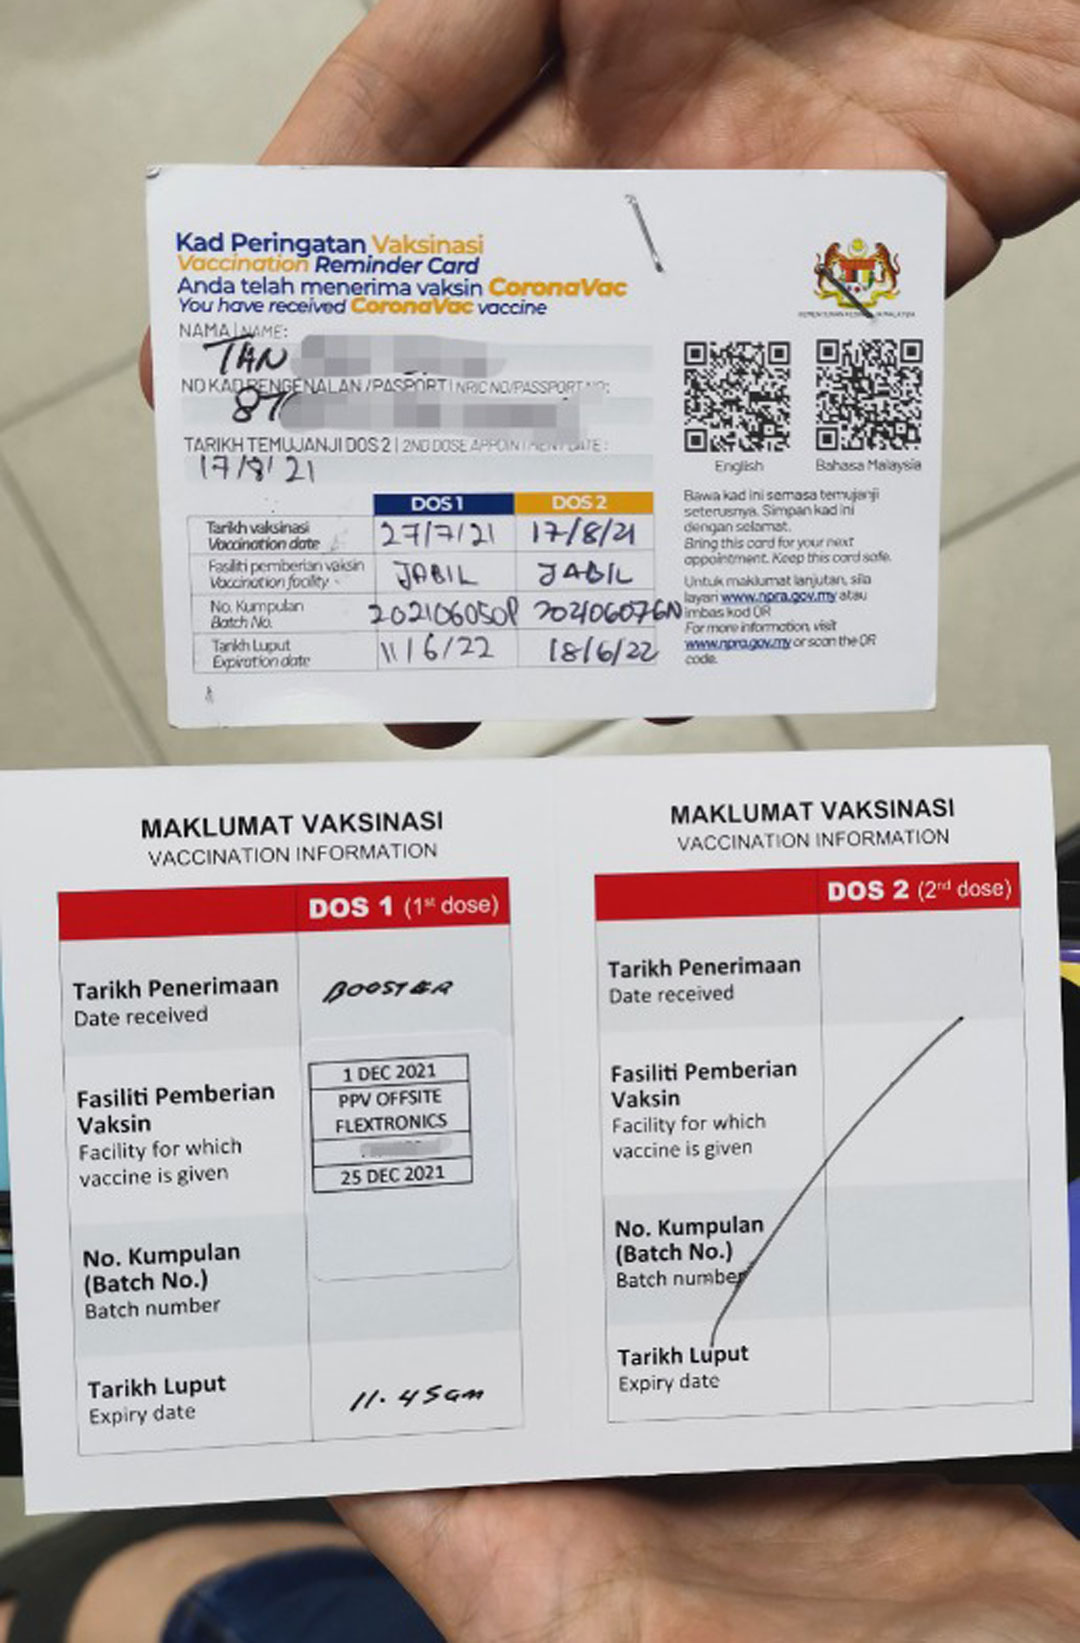 Kad Peringatan Vaksinasi
Vaccination Reminder Card
Anda telah menerima vaksin CoronaVac
You have received CoronaVac vaccine
NAMA | NAME:
TAN
NO KAD PENGENALAN /PASPORT | NRIC NO/PASSPORT NO:
87
TARIKH TEMUJANJI DOS 2 | 2ND DOSE APPOINTMENT DATE :
17/8/21
DOS 1 DOS 2
Tarikh vaksinasi
Vaccination date
27/7/21 17/8/21
Fasiliti pemberian vaksin
Vaccination facility
JABIL JABIL
No. Kumpulan
Batch No.
202106050P 202106076N
Tarikh Luput
Expiration date
11/6/22 18/6/22
English
Bahasa Malaysia
Bawa kad ini semasa temujanji
seterusnya. Simpan kad ini
dengan selamat.
Bring this card for your next
appointment. Keep this card safe.
Untuk maklumat lanjutan, sila
layari www.npra.gov.my atau
imbas kod QR
For more information, visit
www.npra.gov.my or scan the QR
code.
MAKLUMAT VAKSINASI
VACCINATION INFORMATION
DOS 1 (1st dose)
Tarikh Penerimaan
Date received
BOOSTER
Fasiliti Pemberian
Vaksin
Facility for which
vaccine is given
1 DEC 2021
PPV OFFSITE
FLEXTRONICS
25 DEC 2021
No. Kumpulan
(Batch No.)
Batch number
Tarikh Luput
Expiry date
11.45am
MAKLUMAT VAKSINASI
VACCINATION INFORMATION
DOS 2 (2nd dose)
Tarikh Penerimaan
Date received
Fasiliti Pemberian
Vaksin
Facility for which
vaccine is given
No. Kumpulan
(Batch No.)
Batch number
Tarikh Luput
Expiry date